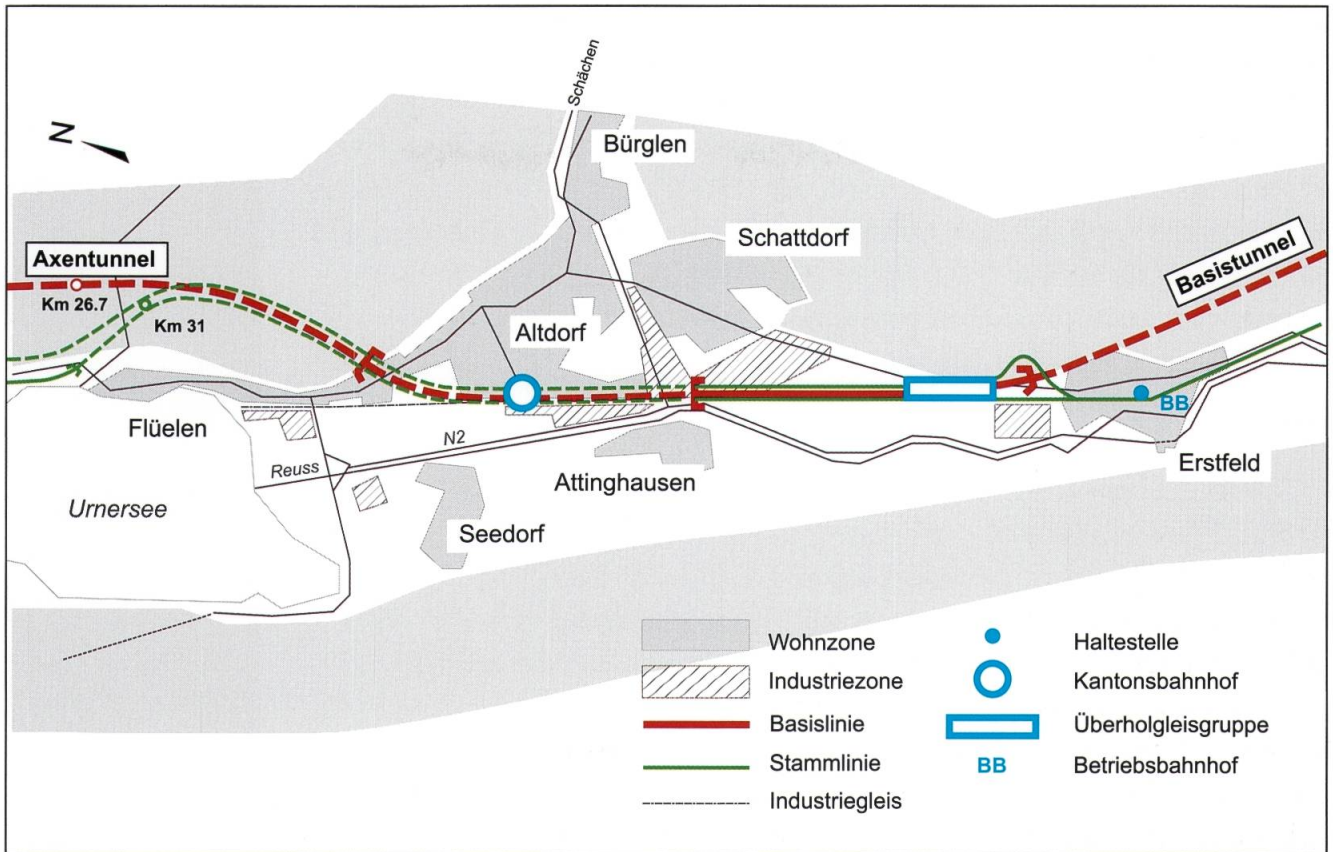 N
Schächen
Bürglen
Schattdorf
Axentunnel
Km 26.7
Km 31
Basistunnel
Altdorf
Flüelen
N2
Reuss
Attinghausen
BB
Erstfeld
Urnersee
Seedorf
Wohnzone
Industriezone
Basislinie
Stammlinie
Industriegleis
Haltestelle
Kantonsbahnhof
Überholgleisgruppe
BB
Betriebsbahnhof